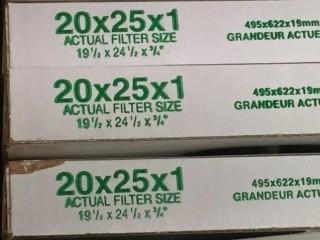 20x25x1
ACTUAL FILTER SIZE
19 1/2 x 24 1/2 x 3/4"
495x622x19mm
GRANDEUR ACTUE
20x25x1
ACTUAL FILTER SIZE
19 1/2 x 24 1/2 x 3/4"
495x622x19mm
GRANDEUR ACTUE
20x25x1
ACTUAL FILTER SIZE
19 1/2 x 24 1/2 x 3/4"
495x622x19m
GRANDEUR ACTU